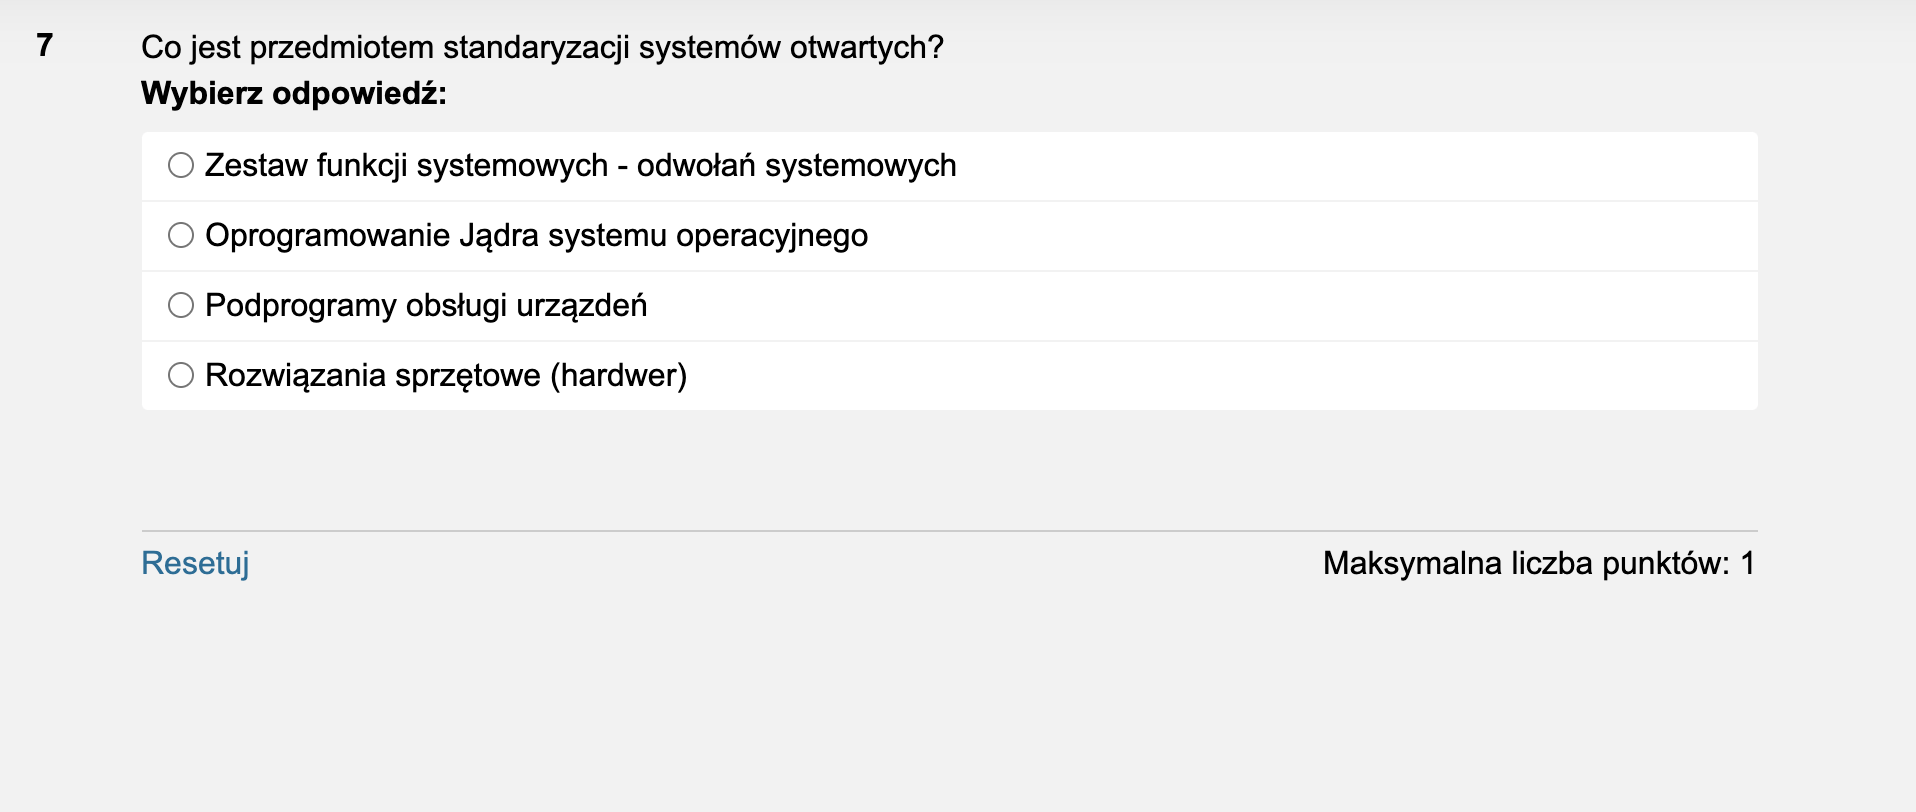 7
Co jest przedmiotem standaryzacji systemów otwartych?
Wybierz odpowiedź:
Zestaw funkcji systemowych - odwołań systemowych
Oprogramowanie Jądra systemu operacyjnego
Podprogramy obsługi urzązdeń
Rozwiązania sprzętowe (hardwer)
Resetuj
Maksymalna liczba punktów: 1